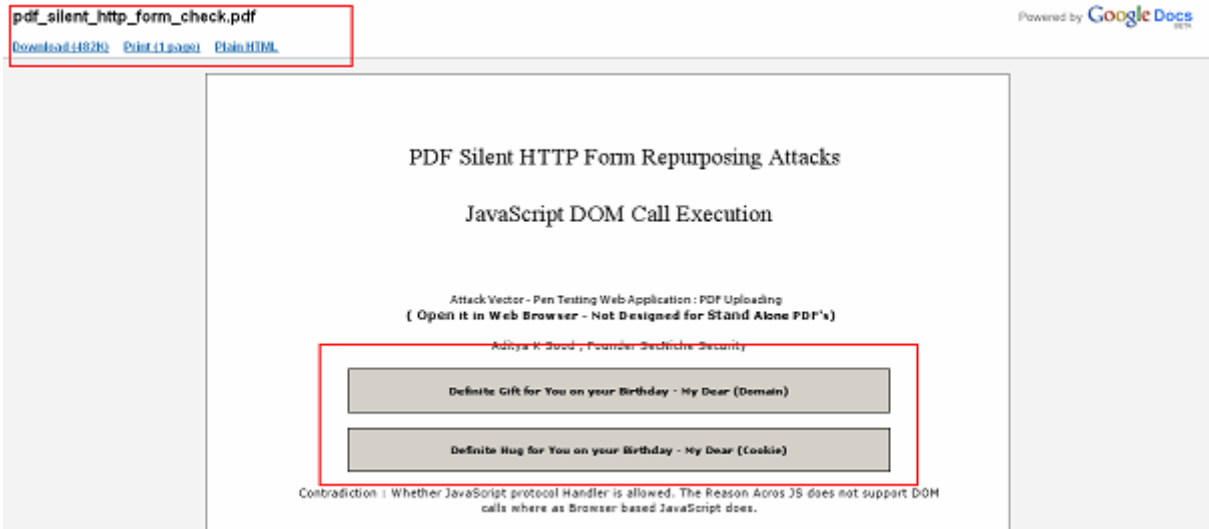 pdf_silent_http_form_check.pdf
Powered by Google Docs
BETA
Download (482K) Print (1 page) Plain HTML
PDF Silent HTTP Form Repurposing Attacks
JavaScript DOM Call Execution
Attack Vector - Pen Testing Web Application : PDF Uploading
( Open it in Web Browser - Not Designed for Stand Alone PDF's)
Aditya K Sood , Founder SecNiche Security
Definite Gift for You on your Birthday - My Dear (Domain)
Definite Hug for You on your Birthday - My Dear (Cookie)
Contradiction : Whether JavaScript protocol Handler is allowed. The Reason Acros JS does not support DOM
calls where as Browser based JavaScript does.